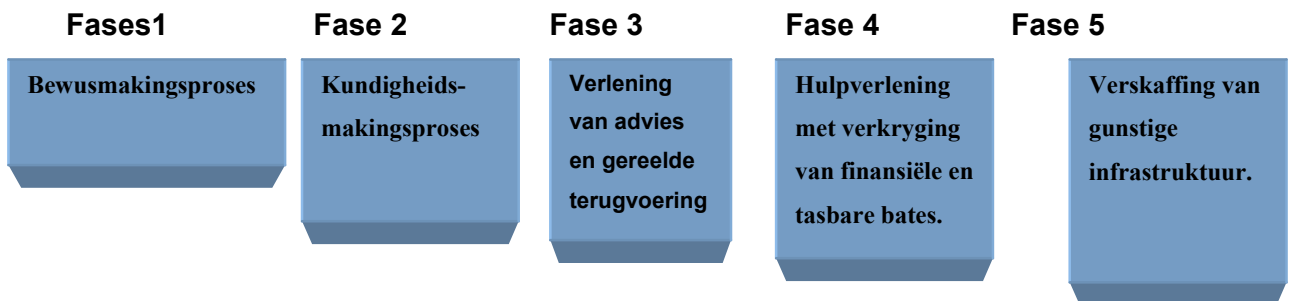 Fases1
Fase 2
Fase 3
Fase 4
Fase 5
Bewusmakingsproses
Kundigheids-
makingsproses
Verlening
van advies
en gereelde
terugvoering
Hulpverlening
met verkryging
van finansiële en
tasbare bates.
Verskaffing van
gunstige
infrastruktuur.